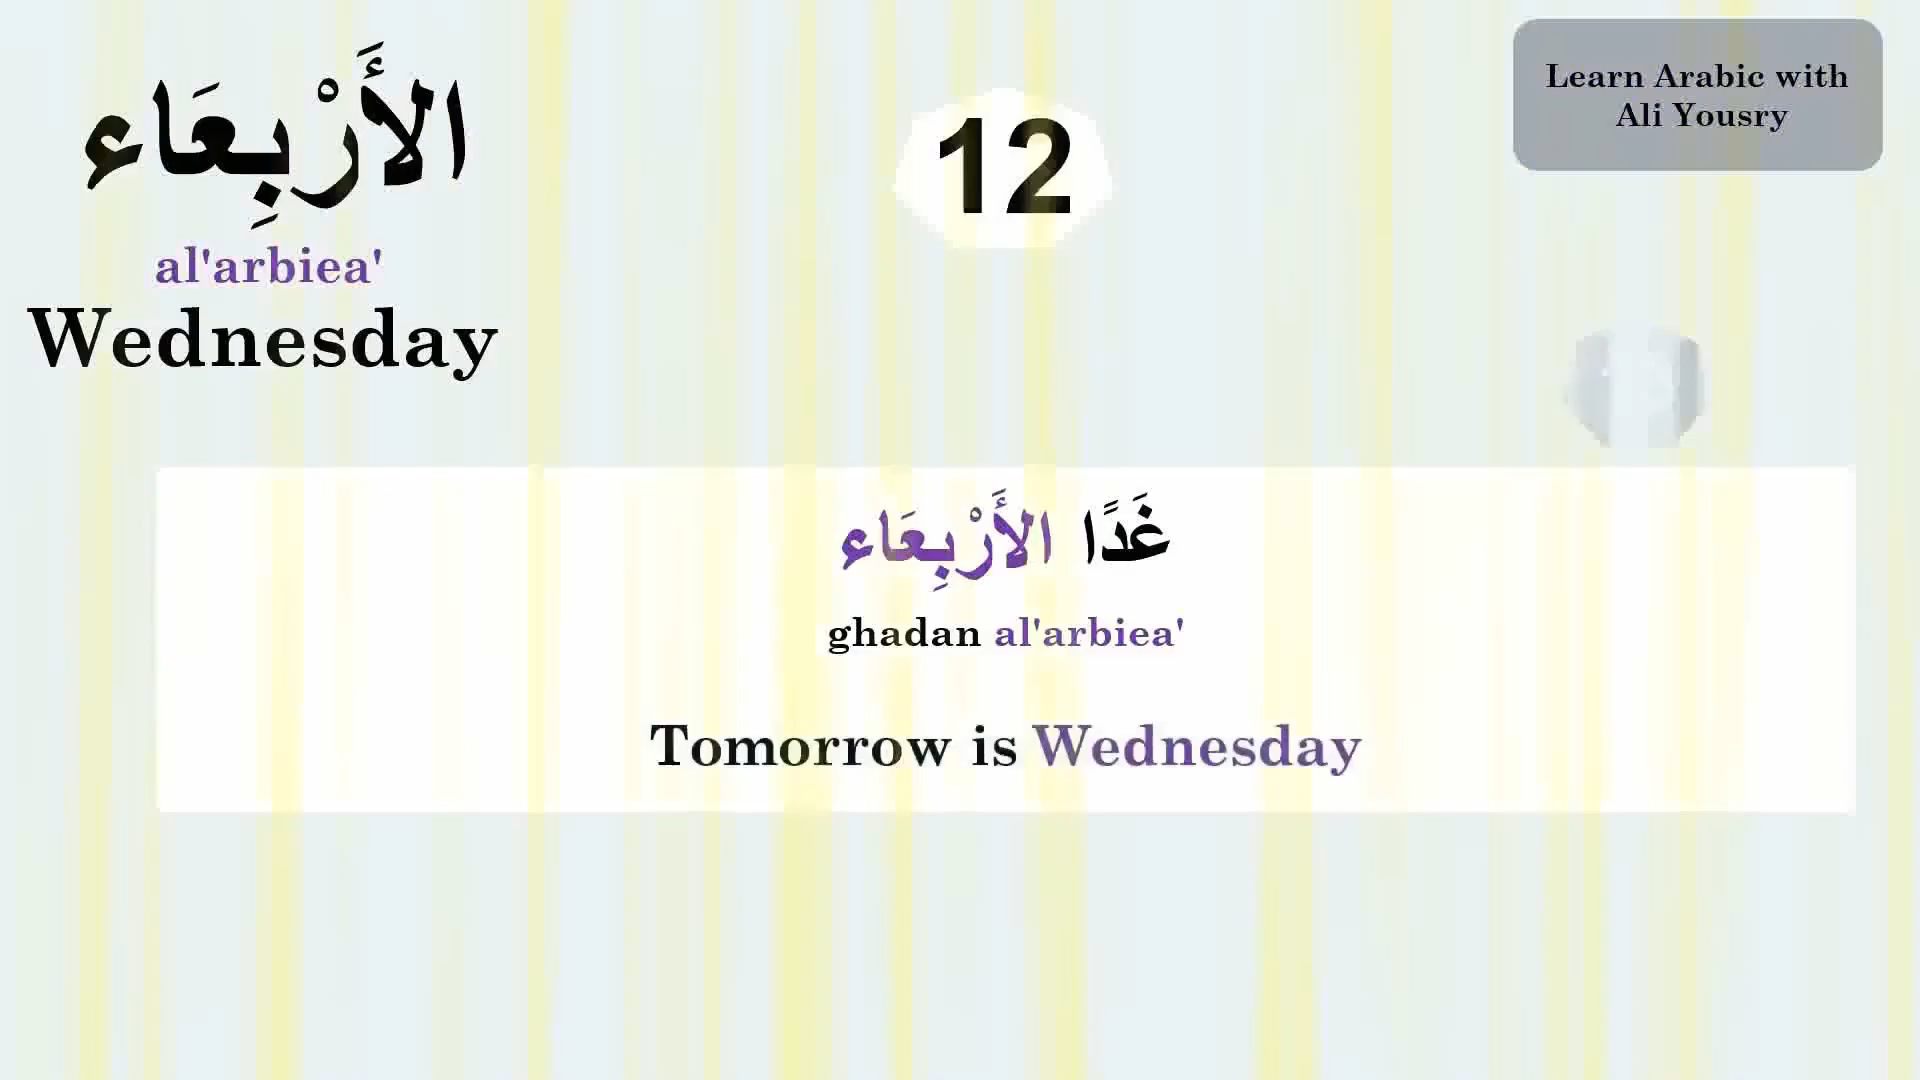 الأَرْبِعَاء
al'arbiea'
Wednesday
12
Learn Arabic with
Ali Yousry
غَدًا الأَرْبِعَاء
ghadan al'arbiea'
Tomorrow is Wednesday